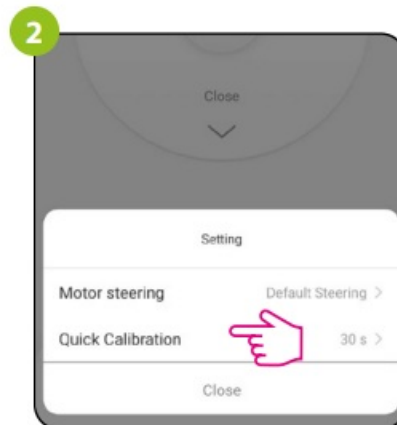 2
Close
Setting
Motor steering Default Steering >
Quick Calibration 30 s >
Close